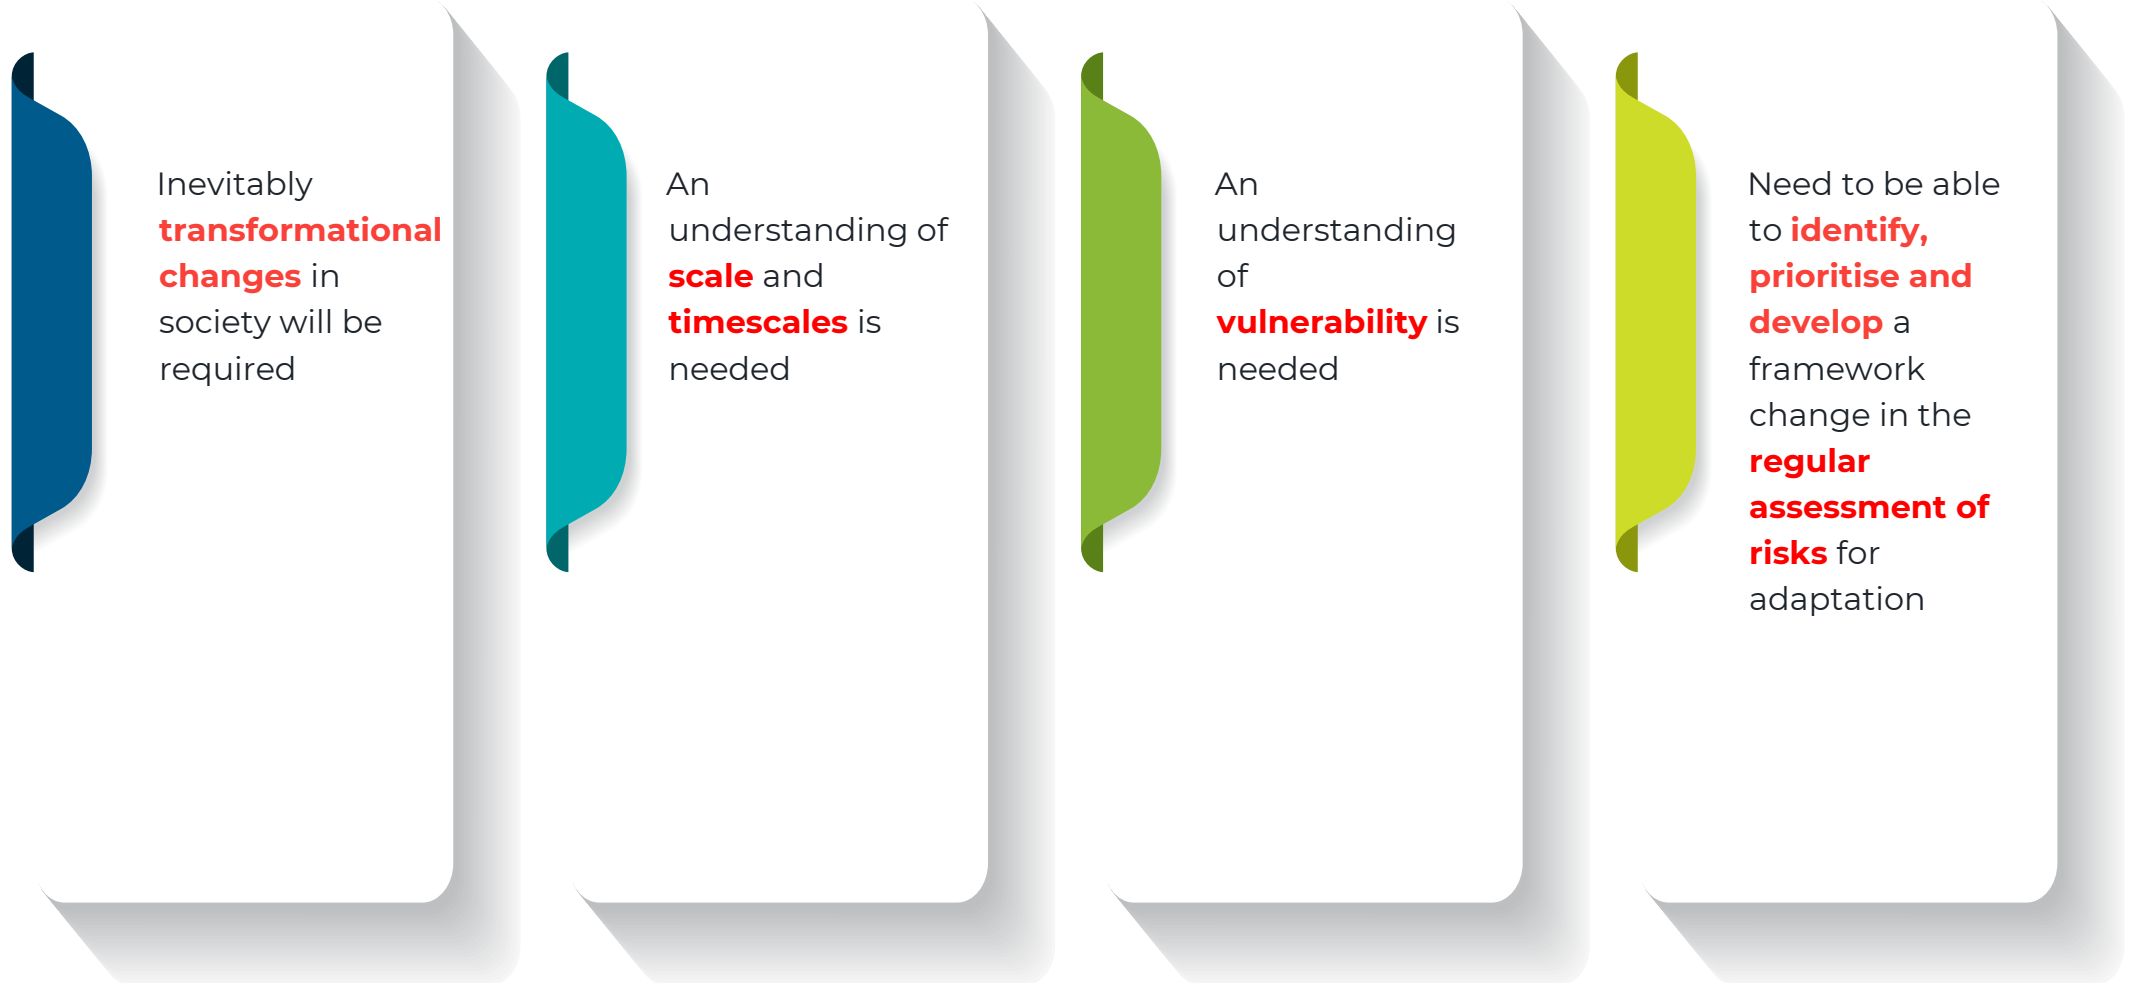 Inevitably
transformational
changes in
society will be
required
An
understanding of
scale and
timescales is
needed
An
understanding
of
vulnerability is
needed
Need to be able
to identify,
prioritise and
develop a
framework
change in the
regular
assessment of
risks for
adaptation